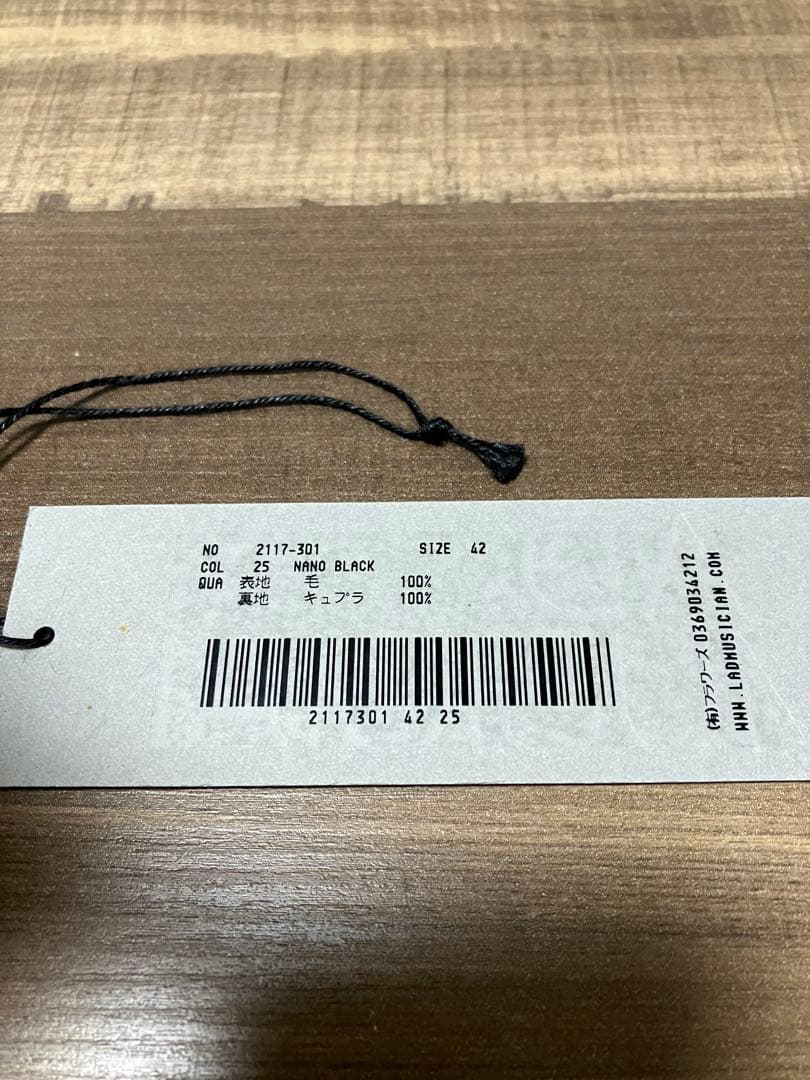 NO 2117-301 SIZE 42
COL 25 NANO BLACK
QUA 表地 毛 100%
裏地 キュプラ 100%
2117301 42 25
(有)フラワーズ 0369034212
WWW.LADMUSICIAN.COM